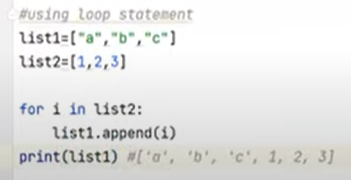 #using loop statement
list1=["a","b","c"]
list2=[1,2,3]
for i in list2:
    list1.append(i)
print(list1) #['a', 'b', 'c', 1, 2, 3]